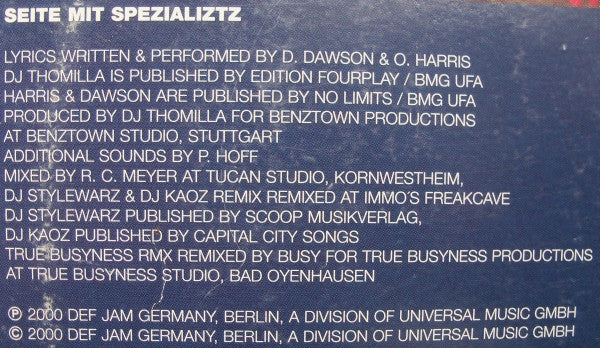 SEITE MIT SPEZIALIZTZ
LYRICS WRITTEN & PERFORMED BY D. DAWSON & O. HARRIS
DJ THOMILLA IS PUBLISHED BY EDITION FOURPLAY / BMG UFA
HARRIS & DAWSON ARE PUBLISHED BY NO LIMITS / BMG UFA
PRODUCED BY DJ THOMILLA FOR BENZTOWN PRODUCTIONS
AT BENZTOWN STUDIO, STUTTGART
ADDITIONAL SOUNDS BY P. HOFF
MIXED BY R. C. MEYER AT TUCAN STUDIO, KORNWESTHEIM,
DJ STYLEWARZ & DJ KAOZ REMIX REMIXED AT IMMO´S FREAKCAVE
DJ STYLEWARZ PUBLISHED BY SCOOP MUSIKVERLAG,
DJ KAOZ PUBLISHED BY CAPITAL CITY SONGS
TRUE BUSYNESS RMX REMIXED BY BUSY FOR TRUE BUSYNESS PRODUCTIONS
AT TRUE BUSYNESS STUDIO, BAD OYENHAUSEN
℗ 2000 DEF JAM GERMANY, BERLIN, A DIVISION OF UNIVERSAL MUSIC GMBH
© 2000 DEF JAM GERMANY, BERLIN, A DIVISION OF UNIVERSAL MUSIC GMBH